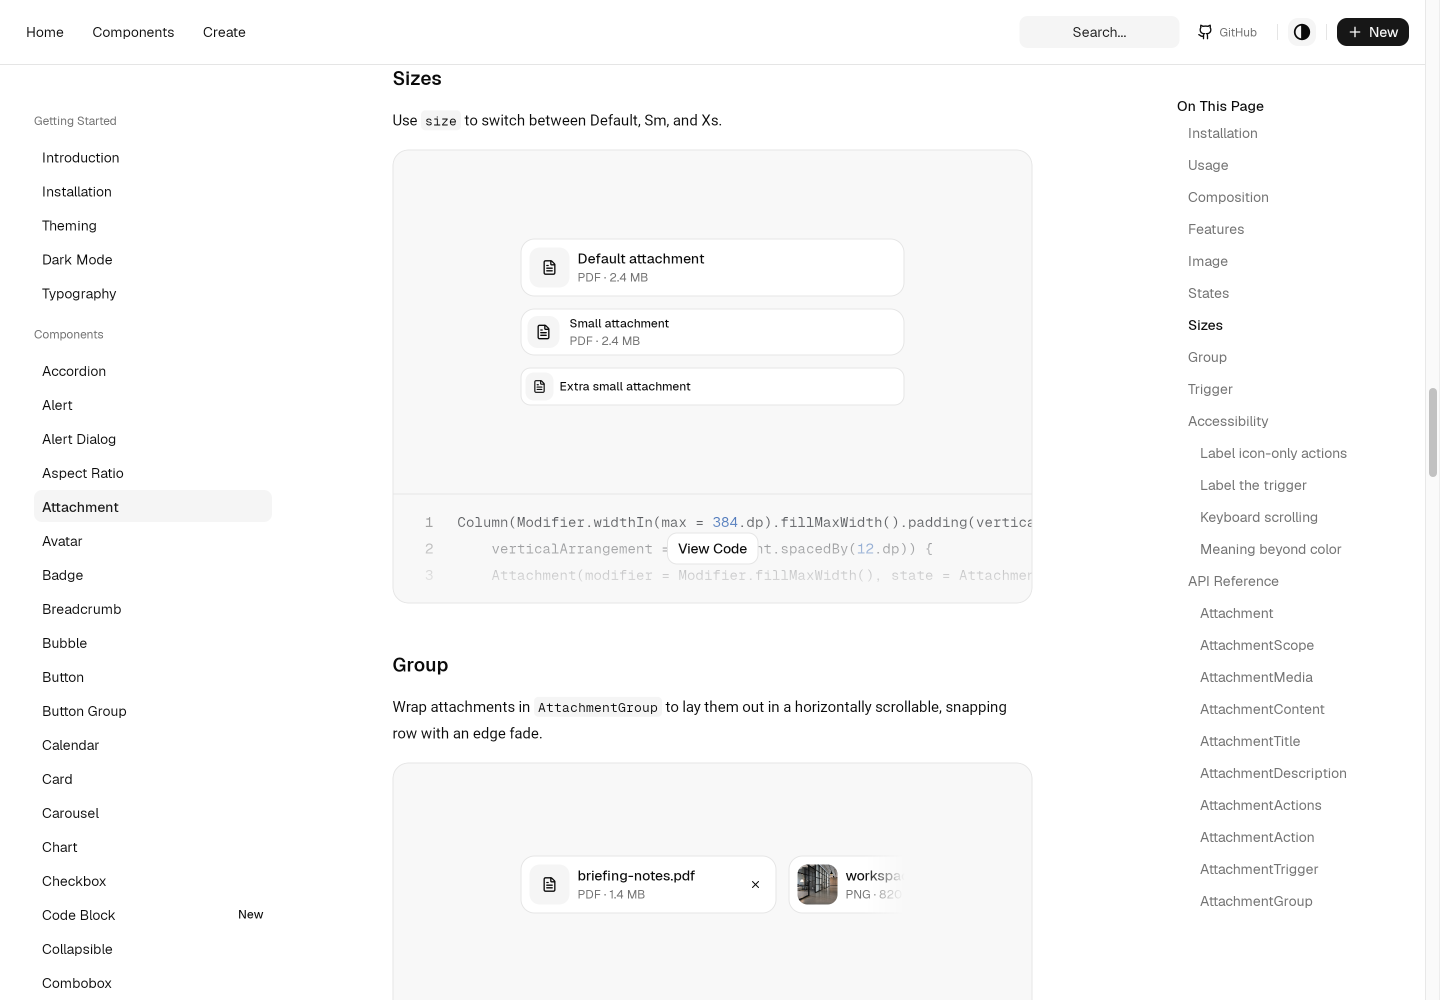 Home
Components
Create
Search...
GitHub
New
Getting Started
Introduction
Installation
Theming
Dark Mode
Typography
Components
Accordion
Alert
Alert Dialog
Aspect Ratio
Attachment
Avatar
Badge
Breadcrumb
Bubble
Button
Button Group
Calendar
Card
Carousel
Chart
Checkbox
Code Block New
Collapsible
Combobox
Sizes
Use size to switch between Default, Sm, and Xs.
Default attachment
PDF · 2.4 MB
Small attachment
PDF · 2.4 MB
Extra small attachment
1 Column(Modifier.widthIn(max = 384.dp).fillMaxWidth().padding(vertica
2 verticalArrangement = nt.spacedBy(12.dp)) {
View Code
3 Attachment(modifier = Modifier.fillMaxWidth(), state = Attachmen
Group
Wrap attachments in AttachmentGroup to lay them out in a horizontally scrollable, snapping
row with an edge fade.
briefing-notes.pdf
PDF · 1.4 MB
workspa
PNG · 820
On This Page
Installation
Usage
Composition
Features
Image
States
Sizes
Group
Trigger
Accessibility
Label icon-only actions
Label the trigger
Keyboard scrolling
Meaning beyond color
API Reference
Attachment
AttachmentScope
AttachmentMedia
AttachmentContent
AttachmentTitle
AttachmentDescription
AttachmentActions
AttachmentAction
AttachmentTrigger
AttachmentGroup